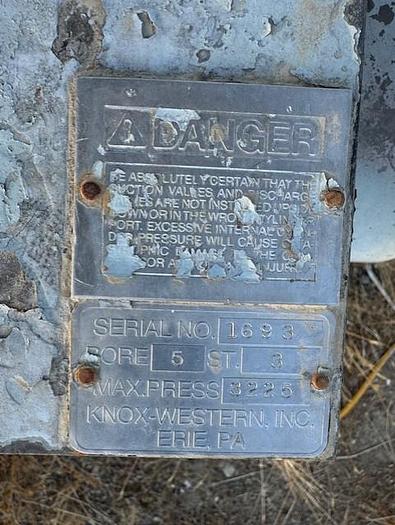 DANGER
BE ABSOLUTELY CERTAIN THAT THE
SUCTION VALVES AND DISCHARGE
ARE NOT INSTALLED
DOWN OR IN THE WRONG CYLINDER
PORT. EXCESSIVE INTERNAL
PRESSURE WILL CAUSE
THE
SERIAL NO. 1693
BORE 5 ST. 3
MAX.PRESS 3225
KNOX-WESTERN, INC.
ERIE, PA